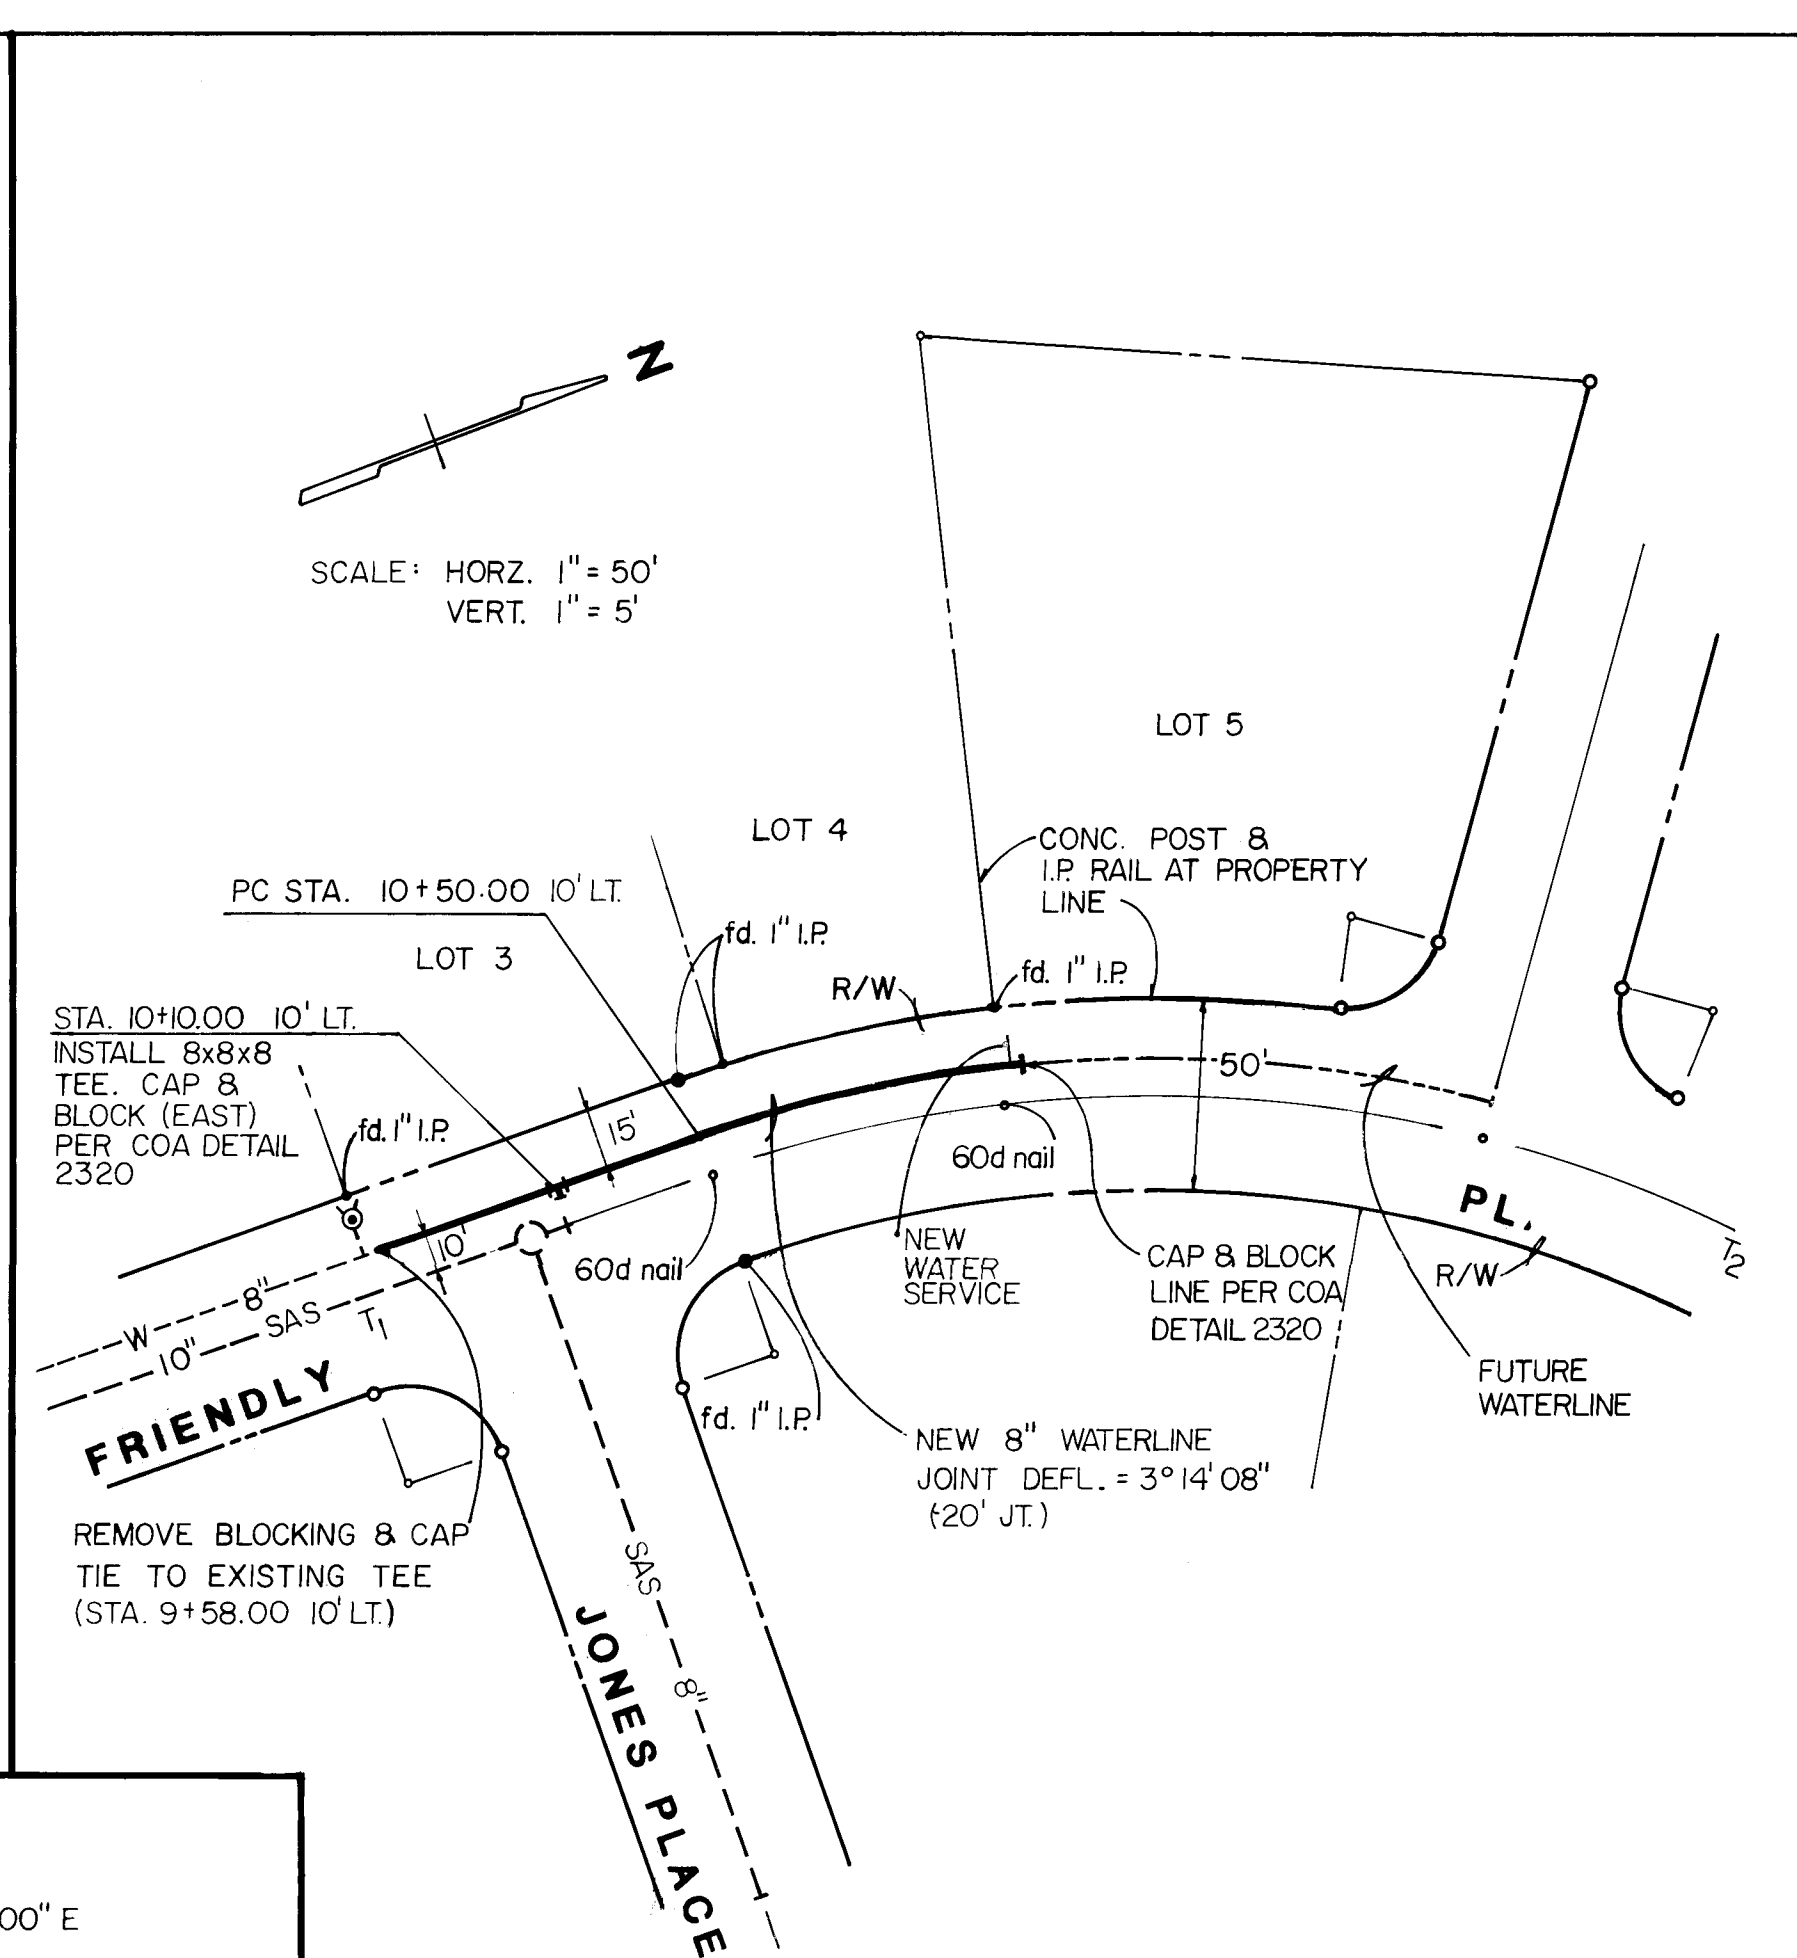 N
SCALE: HORZ. 1" = 50'
VERT. 1" = 5'
LOT 5
LOT 4
CONC. POST &
I.P. RAIL AT PROPERTY
LINE
PC STA. 10+50.00 10' LT.
fd. 1" I.P.
LOT 3
R/W
fd. 1" I.P.
STA. 10+10.00 10' LT.
INSTALL 8x8x8
TEE. CAP &
BLOCK (EAST)
PER COA DETAIL
2320
fd. 1" I.P.
15'
50'
60d nail
PL.
10'
60d nail
NEW
WATER
SERVICE
CAP & BLOCK
LINE PER COA
DETAIL 2320
R/W
T2
8"
W
SAS
10"
T1
FRIENDLY
FUTURE
WATERLINE
fd. 1" I.P.
NEW 8" WATERLINE
JOINT DEFL. = 3°14'08"
(-20' JT.)
REMOVE BLOCKING & CAP
TIE TO EXISTING TEE
(STA. 9+58.00 10' LT.)
SAS
8"
JONES PLACE
00" E